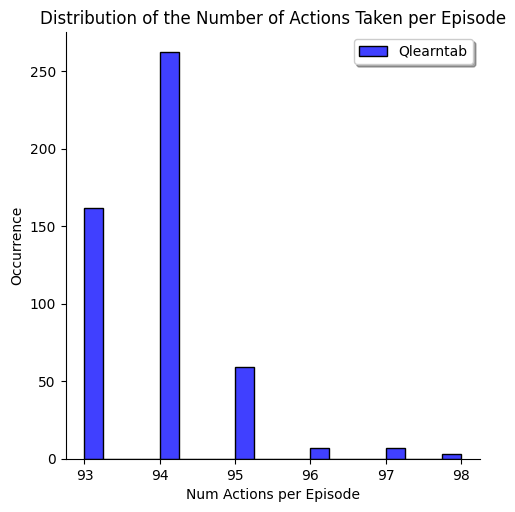 Distribution of the Number of Actions Taken per Episode
Qlearntab
250
200
150
100
50
0
Occurrence
93 94 95 96 97 98
Num Actions per Episode